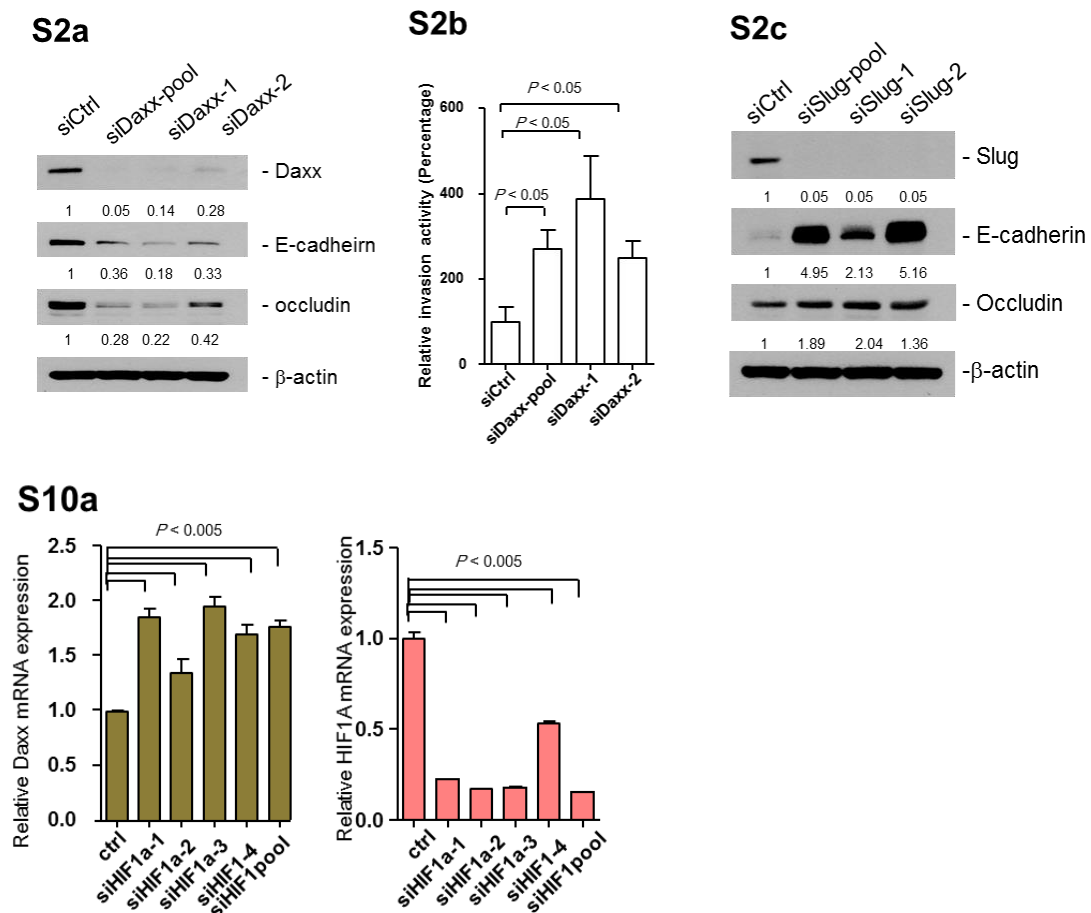 S2a
siCtrl
siDaxx-pool
siDaxx-1
siDaxx-2
- Daxx
1 0.05 0.14 0.28
- E-cadheirn
1 0.36 0.18 0.33
- occludin
1 0.28 0.22 0.42
- β-actin
S2b
Relative invasion activity (Percentage)
600
400
200
0
P < 0.05
P < 0.05
P < 0.05
siCtrl
siDaxx-pool
siDaxx-1
siDaxx-2
S2c
siCtrl
siSlug-pool
siSlug-1
siSlug-2
- Slug
1 0.05 0.05 0.05
- E-cadherin
1 4.95 2.13 5.16
- Occludin
1 1.89 2.04 1.36
-β-actin
S10a
Relative Daxx mRNA expression
2.5
2.0
1.5
1.0
0.5
0.0
P < 0.005
ctrl
siHIF1a-1
siHIF1a-2
siHIF1a-3
siHIF1-4
siHIF1pool
Relative HIF1A mRNA expression
1.5
1.0
0.5
0.0
P < 0.005
ctrl
siHIF1a-1
siHIF1a-2
siHIF1a-3
siHIF1-4
siHIF1pool